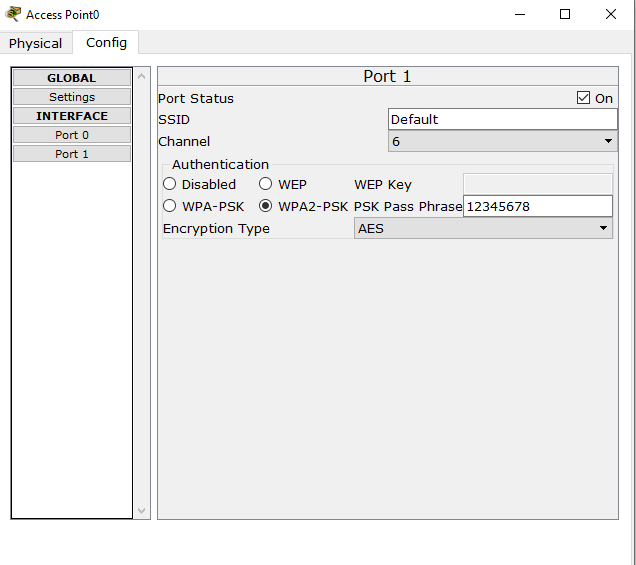 Access Point0
Physical Config
GLOBAL
Settings
INTERFACE
Port 0
Port 1
Port 1
Port Status On
SSID Default
Channel 6
Authentication
Disabled WEP WEP Key
WPA-PSK WPA2-PSK PSK Pass Phrase 12345678
Encryption Type AES